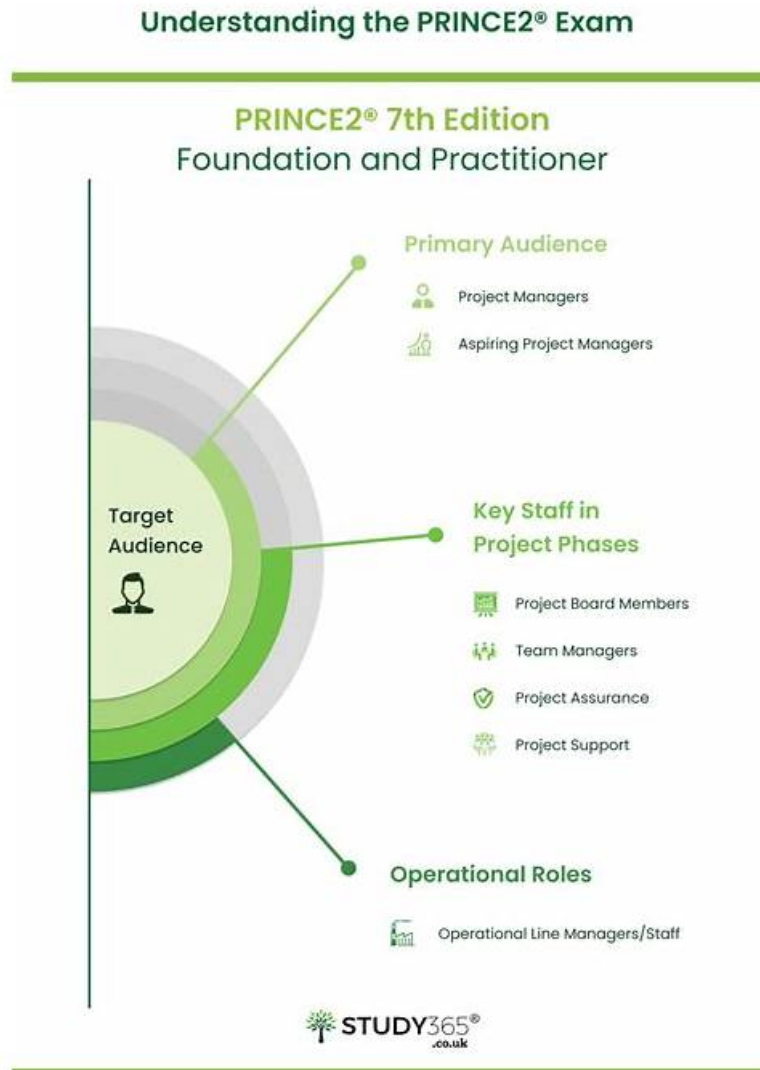 Understanding the PRINCE2® Exam
PRINCE2® 7th Edition
Foundation and Practitioner
Primary Audience
Project Managers
Aspiring Project Managers
Target
Audience
Key Staff in
Project Phases
Project Board Members
Team Managers
Project Assurance
Project Support
Operational Roles
Operational Line Managers/Staff
STUDY365®
.co.uk